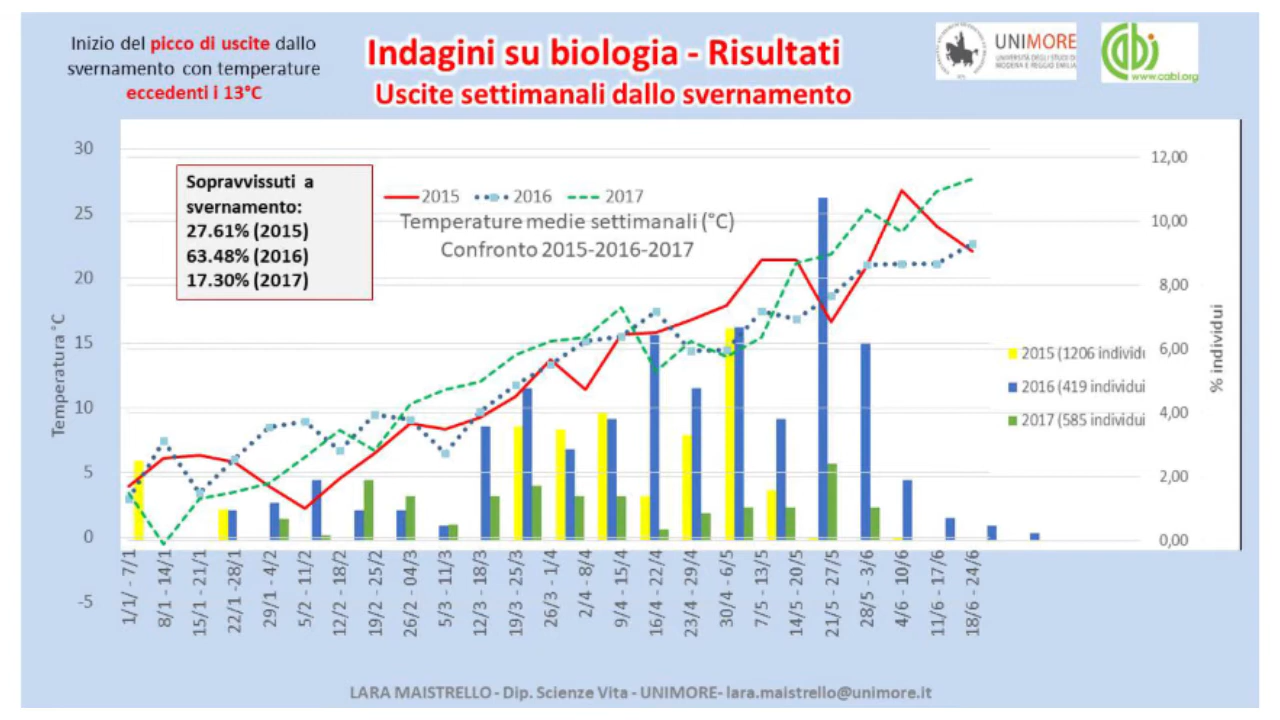 Inizio del picco di uscite dallo
svernamento con temperature
eccedenti i 13°C
Indagini su biologia - Risultati
Uscite settimanali dallo svernamento
UNIMORE
UNIVERSITÀ DEGLI STUDI DI
MODENA E REGGIO EMILIA
cabi
www.cabi.org
Sopravvissuti a
svernamento:
27.61% (2015)
63.48% (2016)
17.30% (2017)
2015 2016 2017
Temperature medie settimanali (°C)
Confronto 2015-2016-2017
Temperatura °C
30
25
20
15
10
5
0
-5
12,00
10,00
8,00
6,00
4,00
2,00
0,00
% individui
2015 (1206 individu
2016 (419 individui
2017 (585 individui
1/1/ - 7/1
8/1 - 14/1
15/1 - 21/1
22/1 -28/1
29/1 - 4/2
5/2 - 11/2
12/2 - 18/2
19/2 - 25/2
26/2 - 04/3
5/3 - 11/3
12/3 - 18/3
19/3 - 25/3
26/3 - 1/4
2/4 - 8/4
9/4 - 15/4
16/4 - 22/4
23/4 - 29/4
30/4 - 6/5
7/5 - 13/5
14/5 - 20/5
21/5 - 27/5
28/5 - 3/6
4/6 - 10/6
11/6 - 17/6
18/6 - 24/6
LARA MAISTRELLO - Dip. Scienze Vita - UNIMORE- lara.maistrello@unimore.it